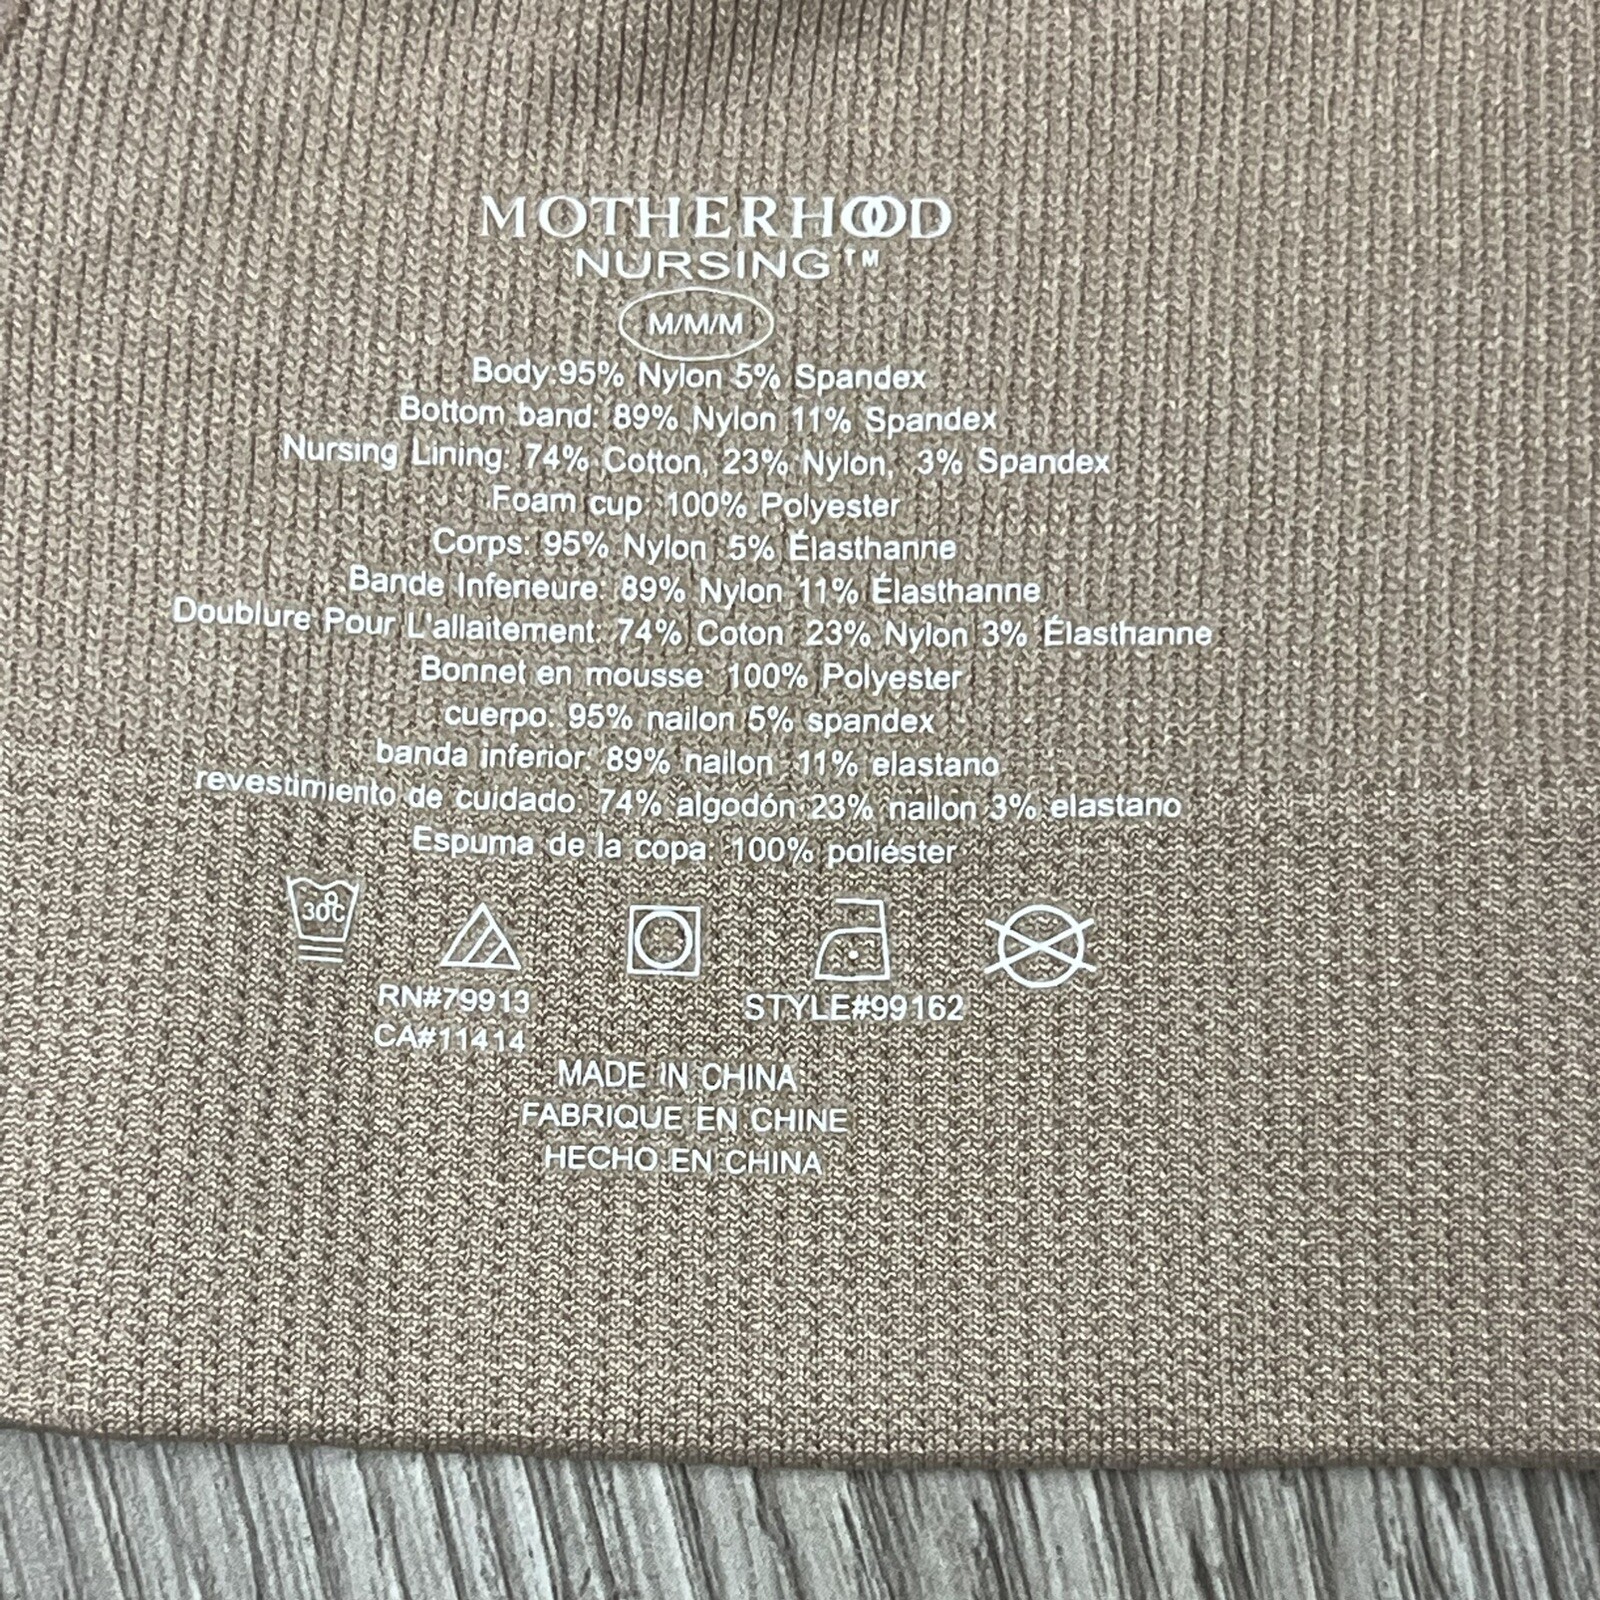 MOTHERHOOD
NURSING™
M/M/M
Body:95% Nylon 5% Spandex
Bottom band: 89% Nylon 11% Spandex
Nursing Lining: 74% Cotton, 23% Nylon, 3% Spandex
Foam cup: 100% Polyester
Corps: 95% Nylon 5% Élasthanne
Bande Inferieure: 89% Nylon 11% Élasthanne
Doublure Pour L'allaitement: 74% Coton 23% Nylon 3% Élasthanne
Bonnet en mousse 100% Polyester
cuerpo. 95% nailon 5% spandex
banda inferior: 89% nailon 11% elastano
revestimiento de cuidado: 74% algodón 23% nailon 3% elastano
Espuma de la copa: 100% poliéster
30℃
RN#79913 STYLE#99162
CA#11414
MADE IN CHINA
FABRIQUE EN CHINE
HECHO EN CHINA